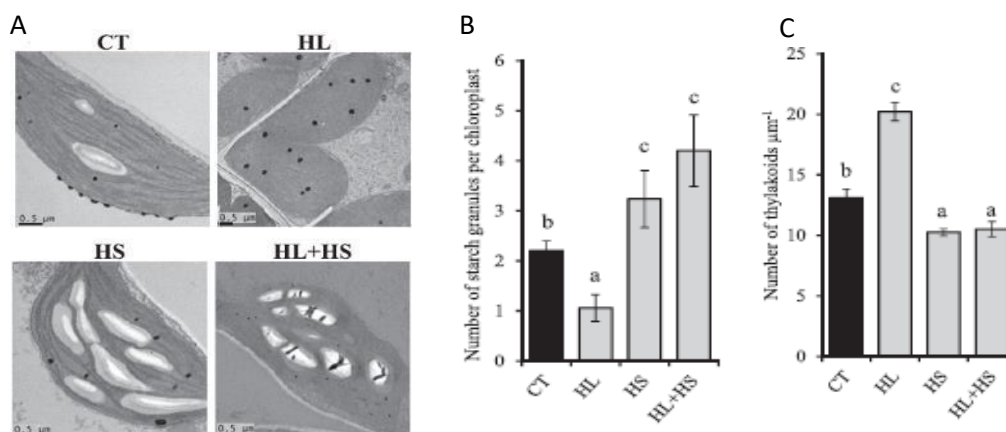 A
CT
HL
0.5 µm
0.5 µm
HS
HL+HS
0.5 µm
0.5 µm
B
Number of starch granules per chloroplast
6
5
4
3
2
1
0
b
a
c
c
CT
HL
HS
HL+HS
C
Number of thylakoids µm⁻¹
25
20
15
10
5
0
b
c
a
a
CT
HL
HS
HL+HS